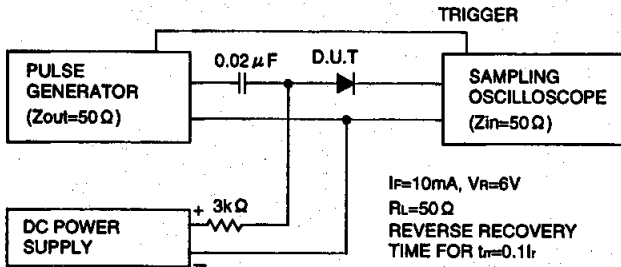 TRIGGER
0.02μF
D.U.T
PULSE
GENERATOR
(Zout=50Ω)
SAMPLING
OSCILLOSCOPE
(Zin=50Ω)
+ 3kΩ
DC POWER
SUPPLY
−
IF=10mA, VR=6V
RL=50Ω
REVERSE RECOVERY
TIME FOR trr=0.1Ir